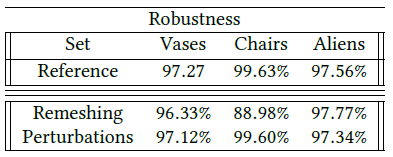 Robustness
Set Vases Chairs Aliens
Reference 97.27 99.63% 97.56%
Remeshing 96.33% 88.98% 97.77%
Perturbations 97.12% 99.60% 97.34%